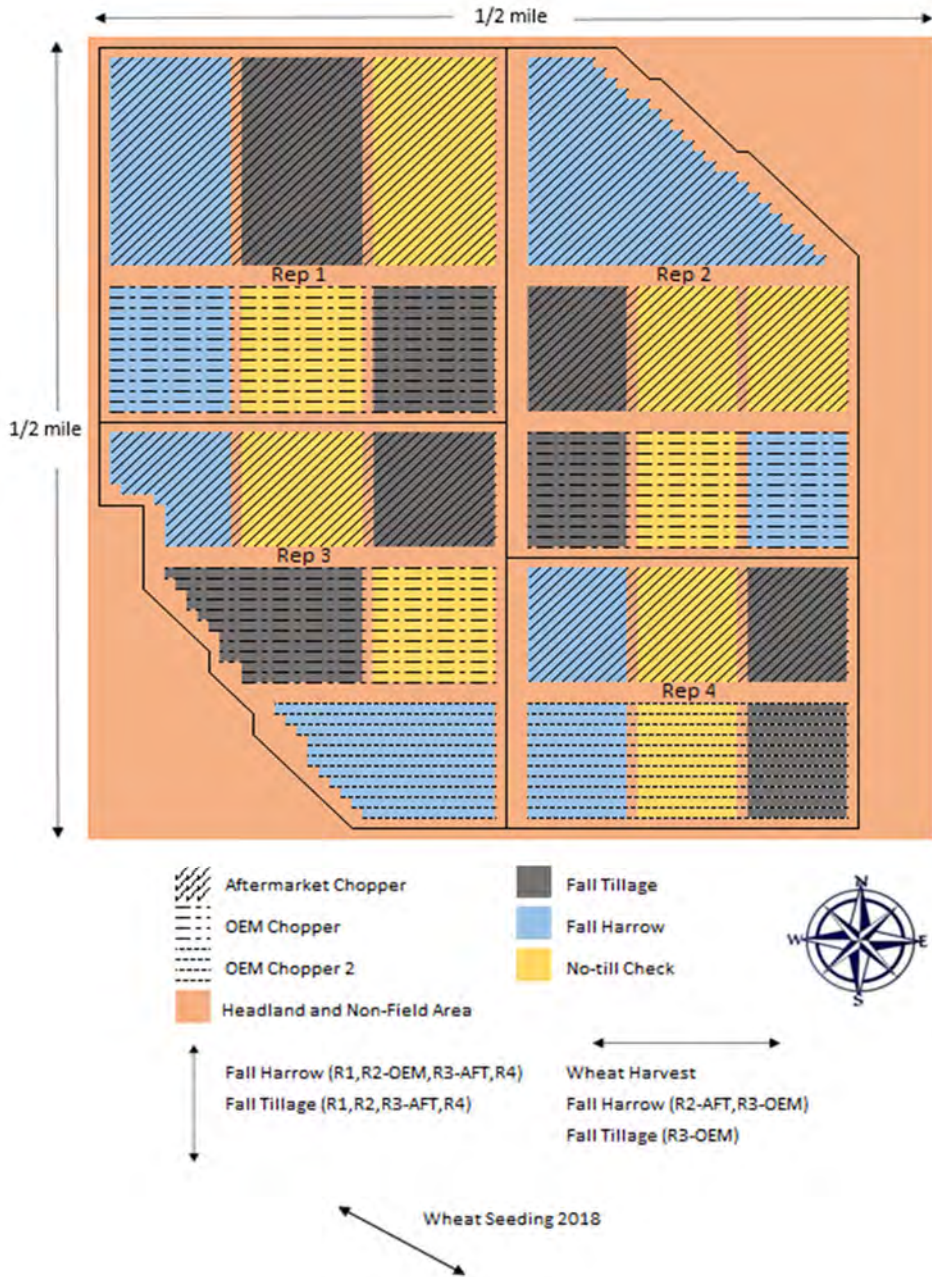 1/2 mile
1/2 mile
Rep 1
Rep 2
Rep 3
Rep 4
Aftermarket Chopper
Fall Tillage
OEM Chopper
Fall Harrow
OEM Chopper 2
No-till Check
Headland and Non-Field Area
N
W
E
S
Fall Harrow (R1,R2-OEM,R3-AFT,R4)
Fall Tillage (R1,R2,R3-AFT,R4)
Wheat Harvest
Fall Harrow (R2-AFT,R3-OEM)
Fall Tillage (R3-OEM)
Wheat Seeding 2018